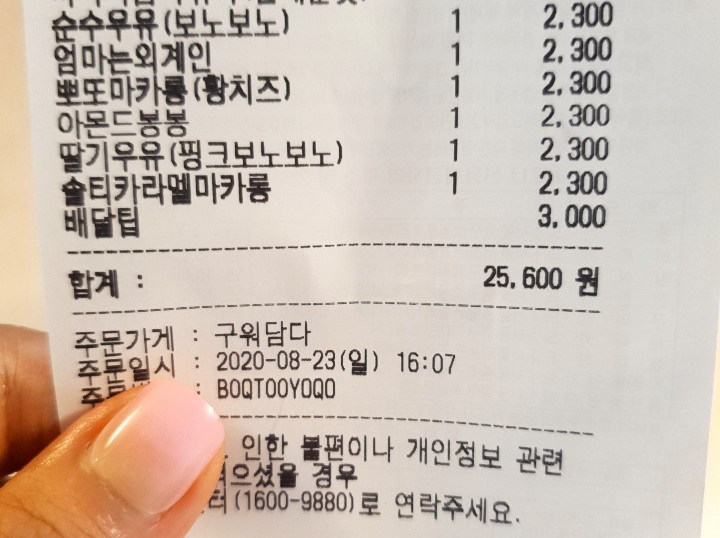 순수우유(보노보노) 1 2,300
엄마는외계인 1 2,300
뽀또마카롱(황치즈) 1 2,300
아몬드봉봉 1 2,300
딸기우유(핑크보노보노) 1 2,300
솔티카라멜마카롱 1 2,300
배달팁 3,000
합계 : 25,600 원
주문가게 : 구워담다
주문일시 : 2020-08-23(일) 16:07
: B0QT00Y0Q0
인한 불편이나 개인정보 관련
으셨을 경우
(1600-9880)로 연락주세요.